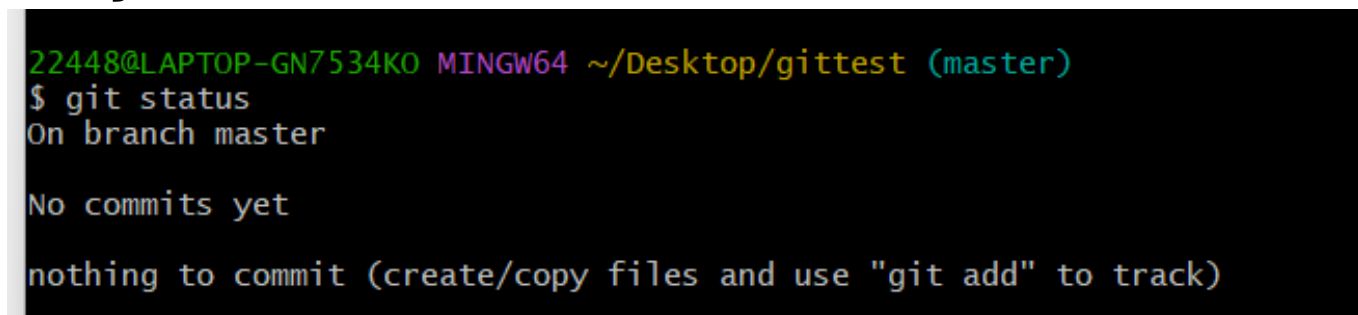 22448@LAPTOP-GN7534KO MINGW64 ~/Desktop/gittest (master)
$ git status
On branch master
No commits yet
nothing to commit (create/copy files and use "git add" to track)